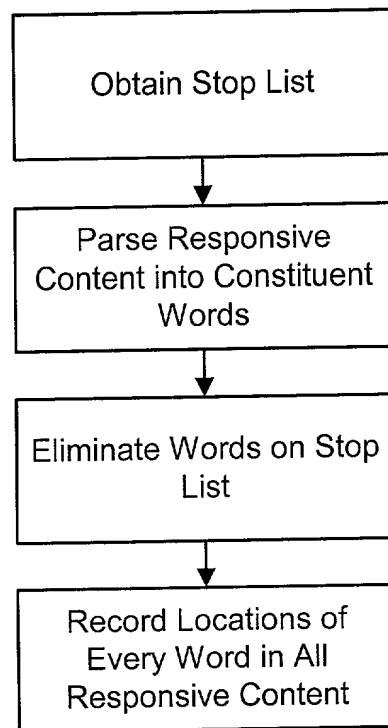 Obtain Stop List
Parse Responsive
Content into Constituent
Words
Eliminate Words on Stop
List
Record Locations of
Every Word in All
Responsive Content